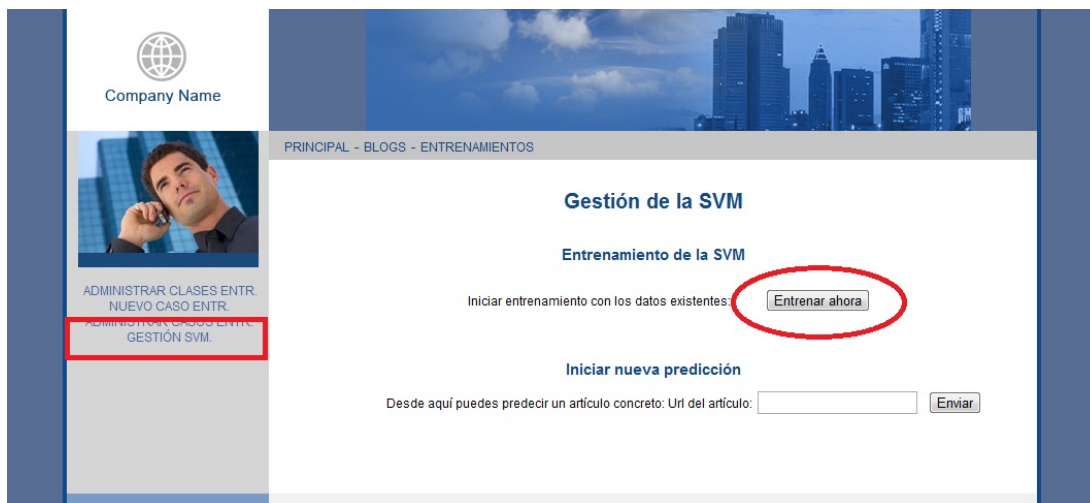 Company Name
PRINCIPAL - BLOGS - ENTRENAMIENTOS
ADMINISTRAR CLASES ENTR.
NUEVO CASO ENTR.
ADMINISTRAR CASOS ENTR.
GESTIÓN SVM.
Gestión de la SVM
Entrenamiento de la SVM
Iniciar entrenamiento con los datos existentes: Entrenar ahora
Iniciar nueva predicción
Desde aquí puedes predecir un artículo concreto: Url del artículo: Enviar